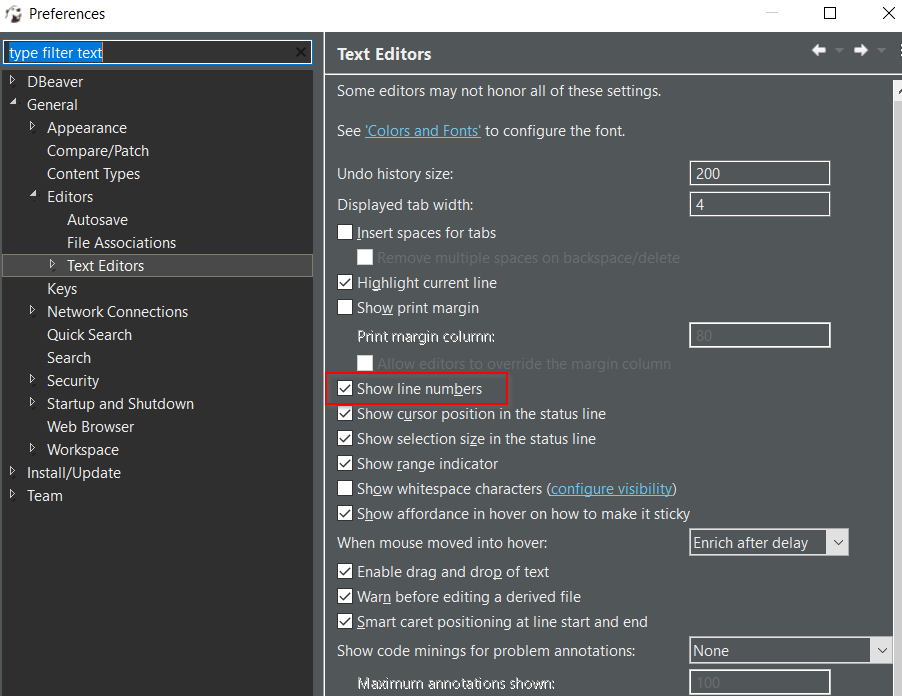 Preferences
type filter text
DBeaver
General
Appearance
Compare/Patch
Content Types
Editors
Autosave
File Associations
Text Editors
Keys
Network Connections
Quick Search
Search
Security
Startup and Shutdown
Web Browser
Workspace
Install/Update
Team
Text Editors
Some editors may not honor all of these settings.
See 'Colors and Fonts' to configure the font.
Undo history size: 200
Displayed tab width: 4
Insert spaces for tabs
Remove multiple spaces on backspace/delete
Highlight current line
Show print margin
Print margin column: 80
Allow editors to override the margin column
Show line numbers
Show cursor position in the status line
Show selection size in the status line
Show range indicator
Show whitespace characters (configure visibility)
Show affordance in hover on how to make it sticky
When mouse moved into hover: Enrich after delay
Enable drag and drop of text
Warn before editing a derived file
Smart caret positioning at line start and end
Show code minings for problem annotations: None
Maximum annotations shown: 100